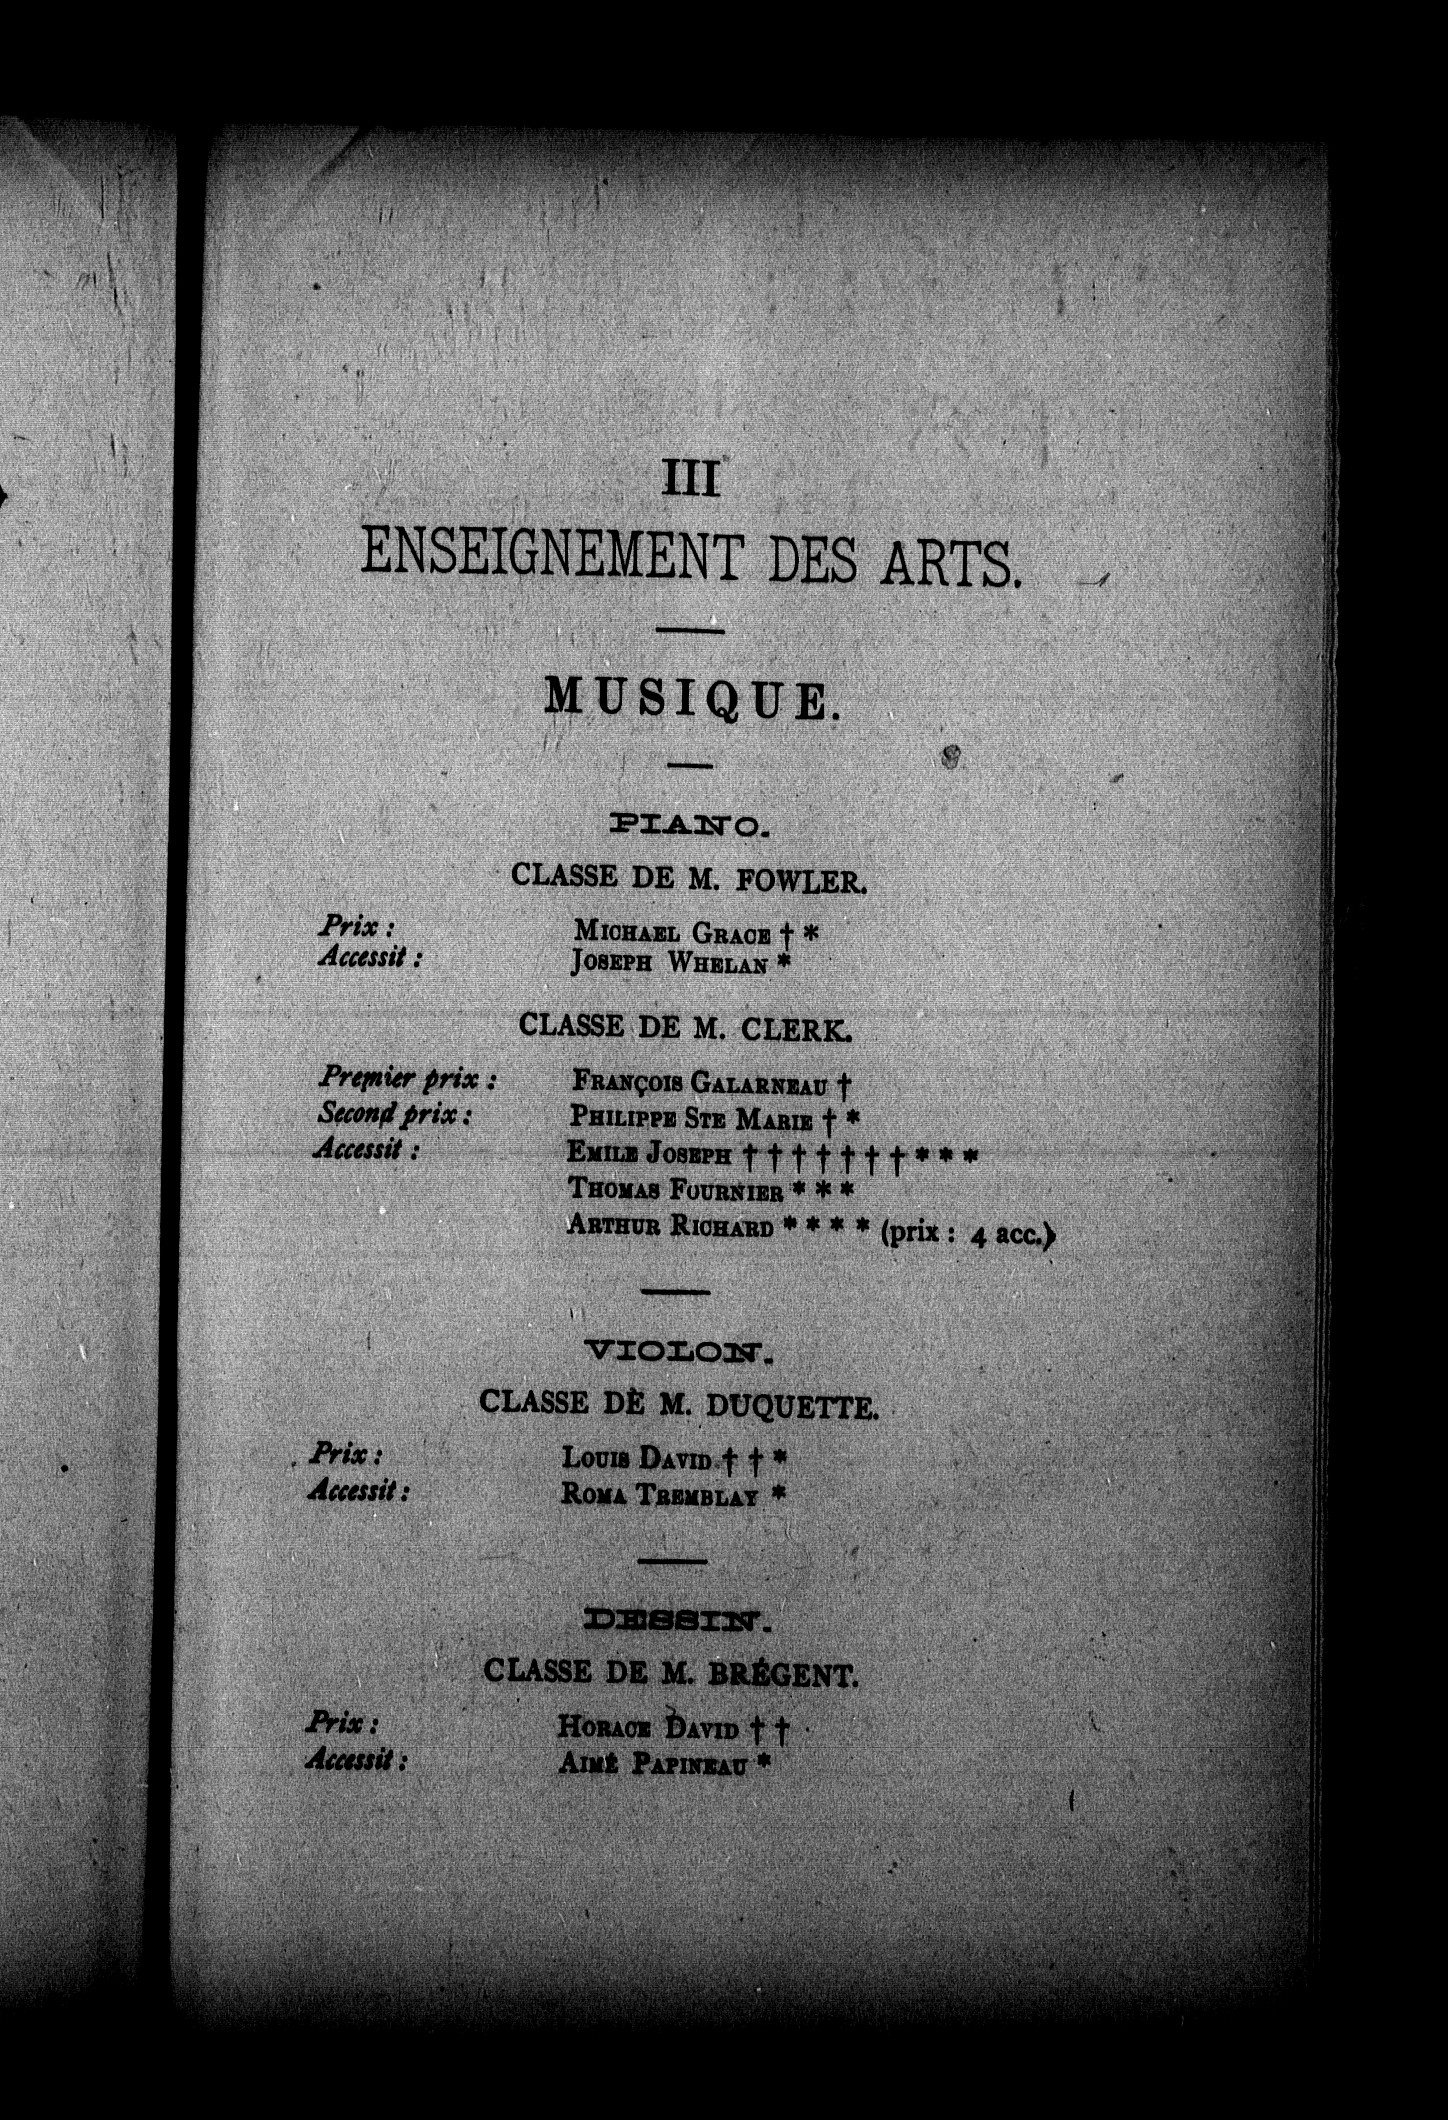 III
ENSEIGNEMENT DES ARTS.
MUSIQUE.
PIANO.
CLASSE DE M. FOWLER.
Prix : MICHAEL GRACE † *
Accessit : JOSEPH WHELAN *
CLASSE DE M. CLERK.
Premier prix : FRANÇOIS GALARNEAU †
Second prix : PHILIPPE STE MARIE † *
Accessit : EMILE JOSEPH † † † † † † † * * *
THOMAS FOURNIER * * *
ARTHUR RICHARD * * * * (prix : 4 acc.)
VIOLON.
CLASSE DE M. DUQUETTE.
Prix : LOUIS DAVID † † *
Accessit : ROMA TREMBLAY *
DESSIN.
CLASSE DE M. BRÉGENT.
Prix : HORACE DAVID † †
Accessit : AIMÉ PAPINEAU *